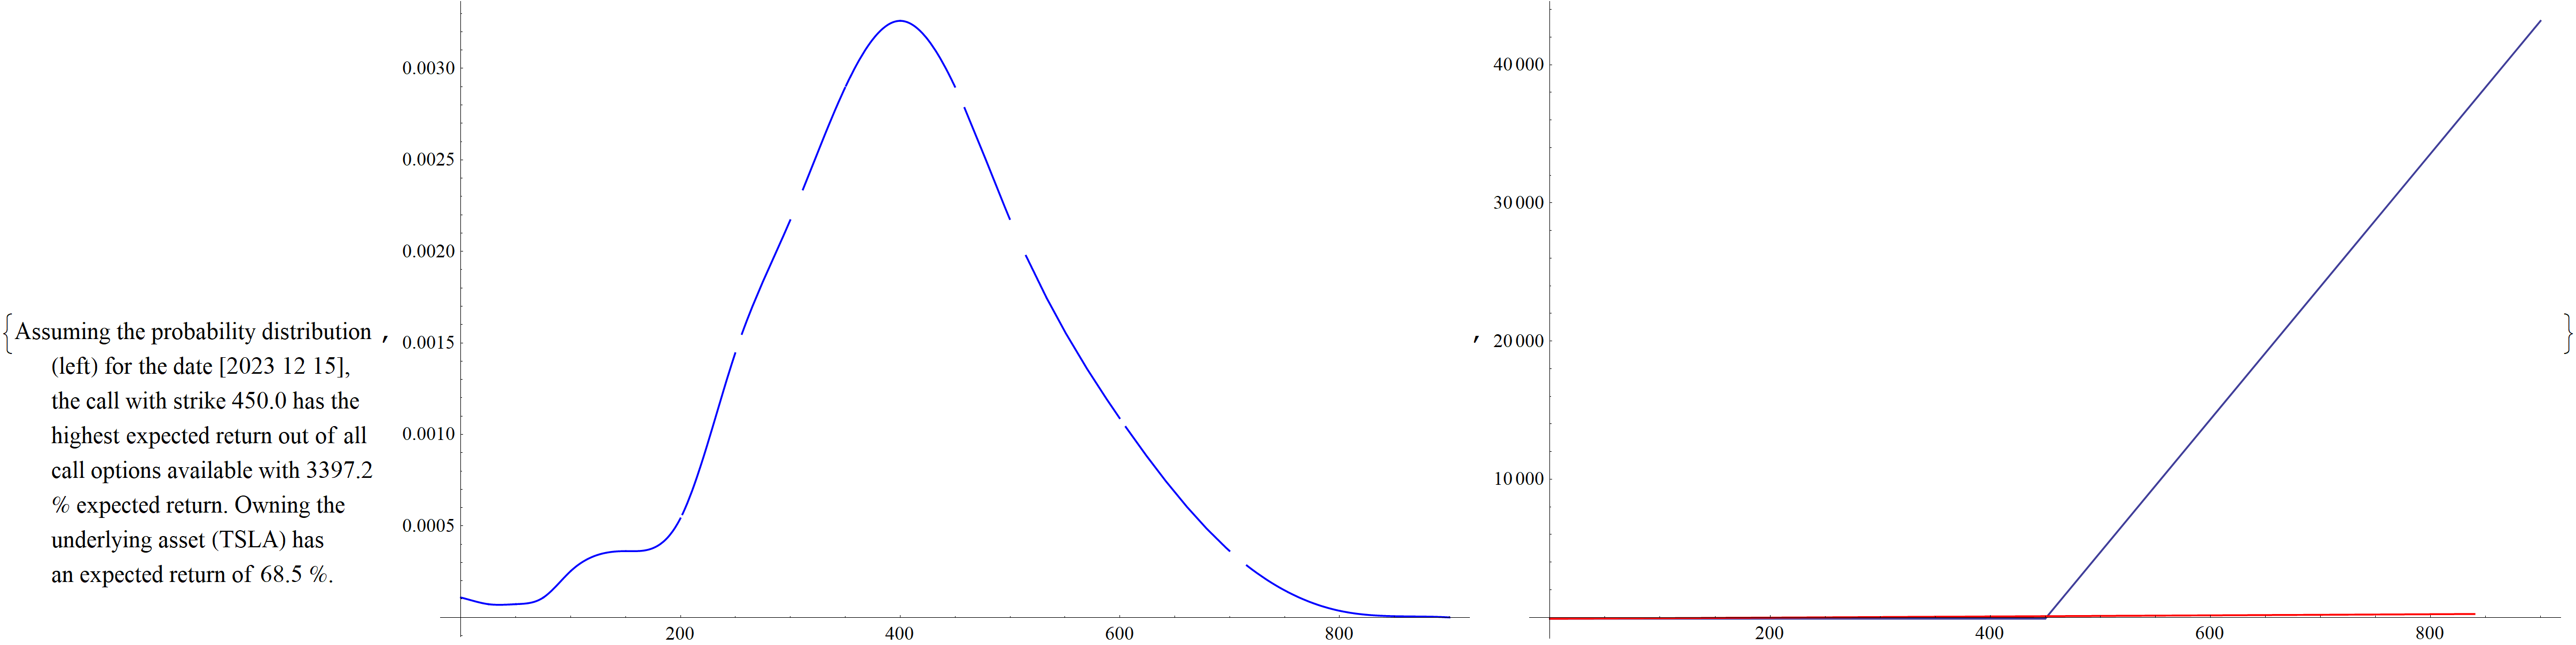 {Assuming the probability distribution ,
(left) for the date [2023 12 15],
the call with strike 450.0 has the
highest expected return out of all
call options available with 3397.2
% expected return. Owning the
underlying asset (TSLA) has
an expected return of 68.5 %.
0.0030
0.0025
0.0020
0.0015
0.0010
0.0005
200 400 600 800
,
40 000
30 000
20 000
10 000
200 400 600 800
}